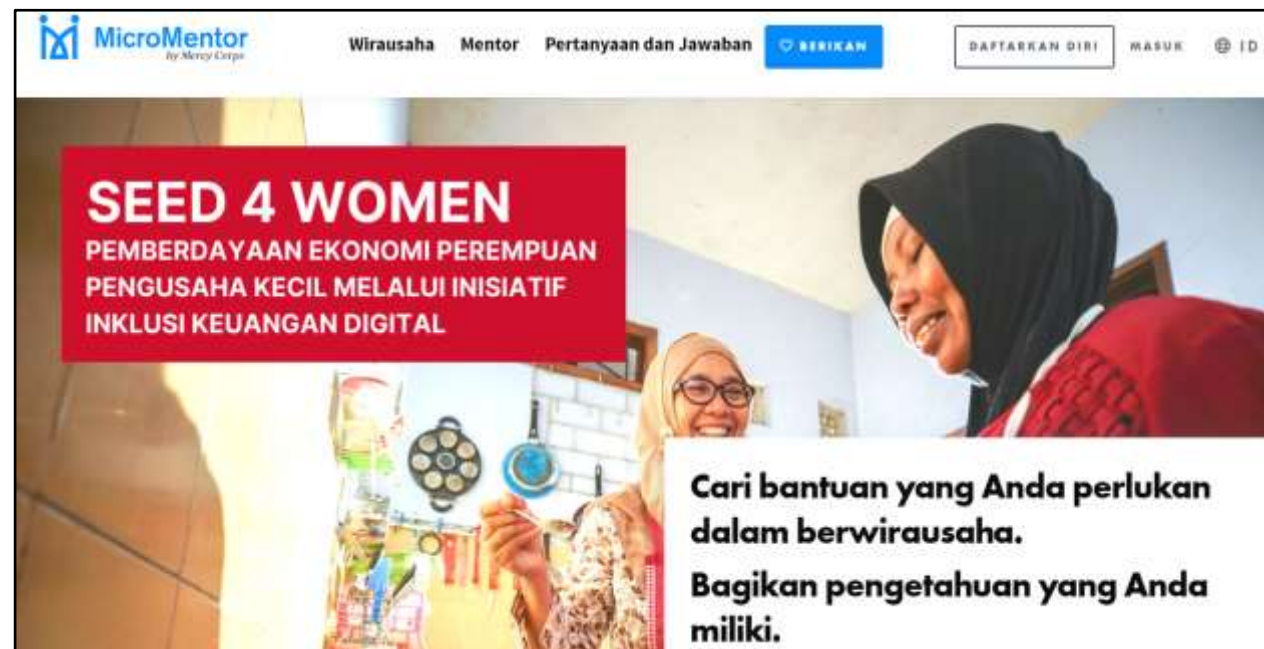 MicroMentor
by Mercy Corps
Wirausaha Mentor Pertanyaan dan Jawaban BERIKAN DAFTARKAN DIRI MASUK ID
SEED 4 WOMEN
PEMBERDAYAAN EKONOMI PEREMPUAN
PENGUSAHA KECIL MELALUI INISIATIF
INKLUSI KEUANGAN DIGITAL
Cari bantuan yang Anda perlukan
dalam berwirausaha.
Bagikan pengetahuan yang Anda
miliki.